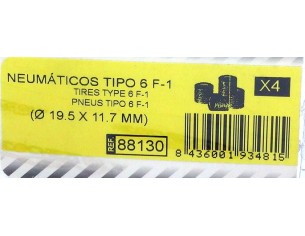 NEUMÁTICOS TIPO 6 F-1
TIRES TYPE 6 F-1
PNEUS TIPO 6 F-1
(Ø 19.5 X 11.7 MM)
X4
REF. 88130
8 436001 934815